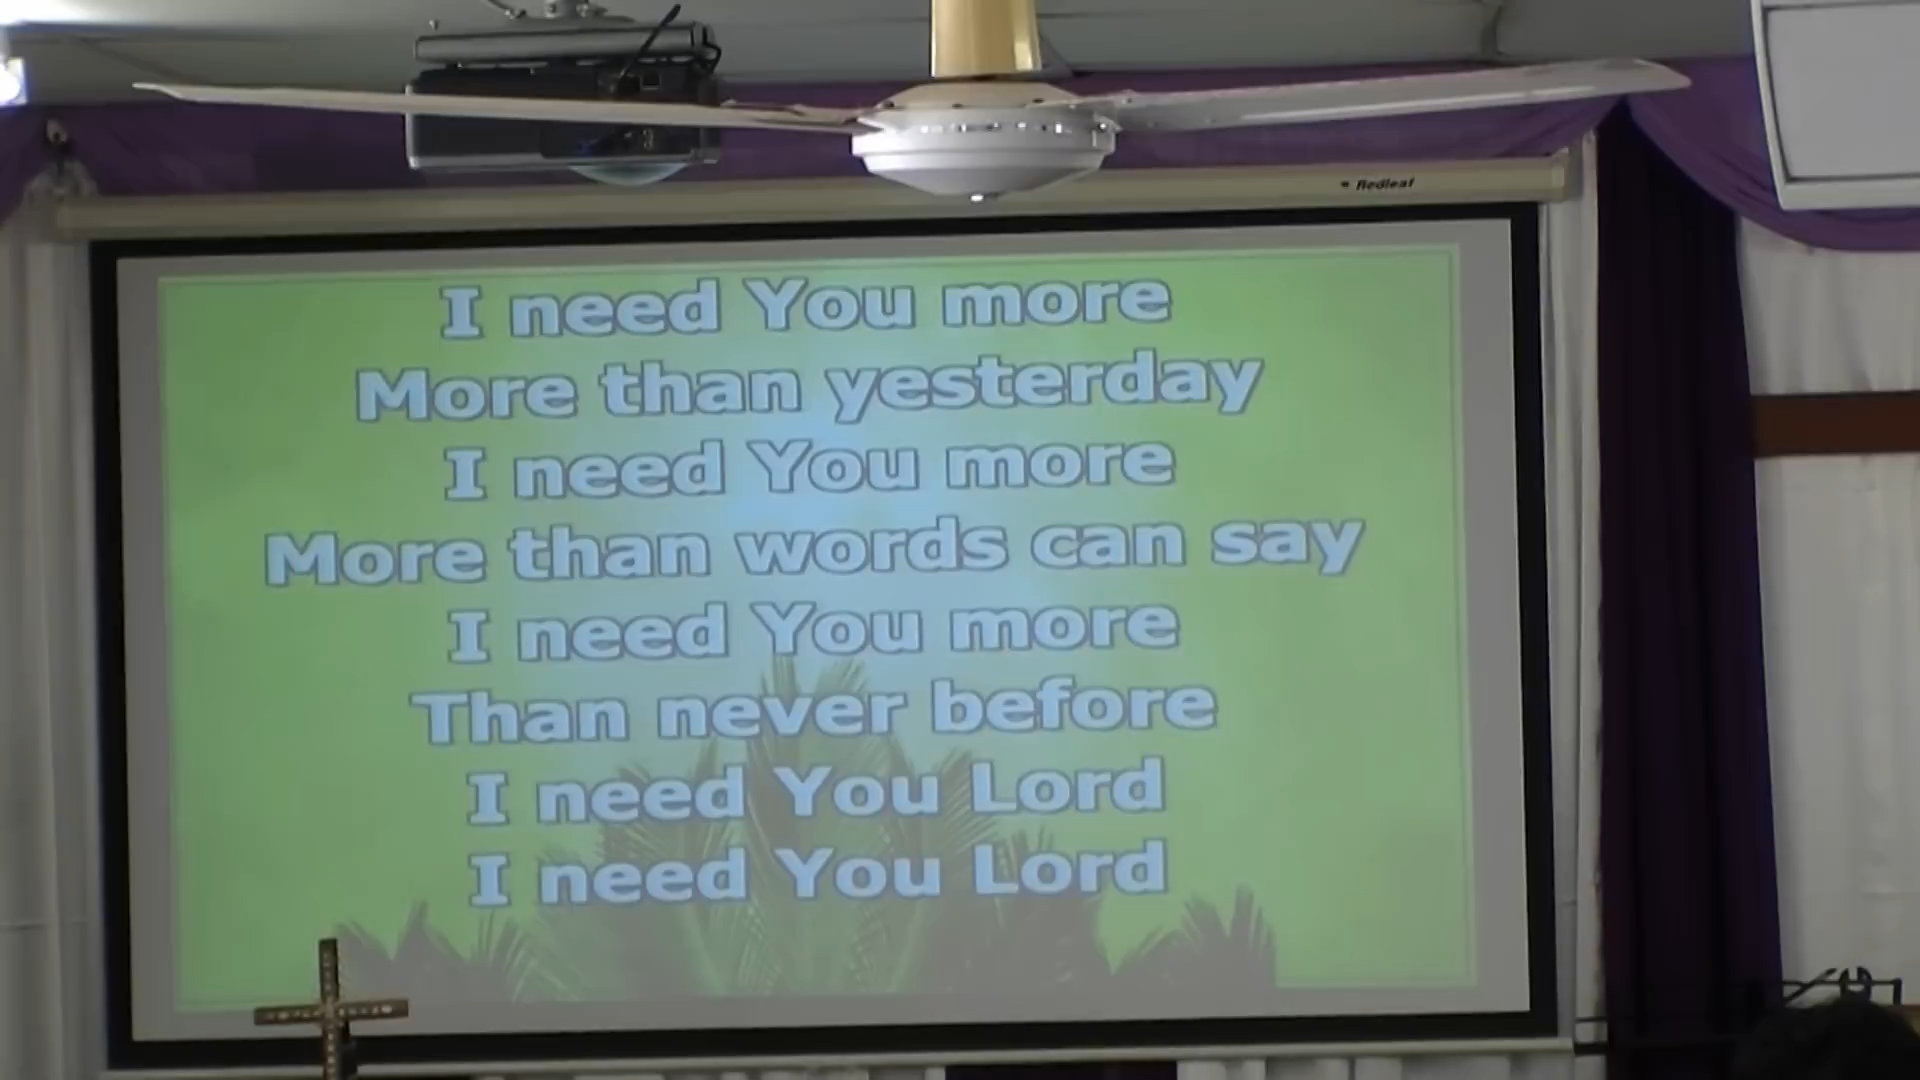 Redleaf
I need You more
More than yesterday
I need You more
More than words can say
I need You more
Than never before
I need You Lord
I need You Lord